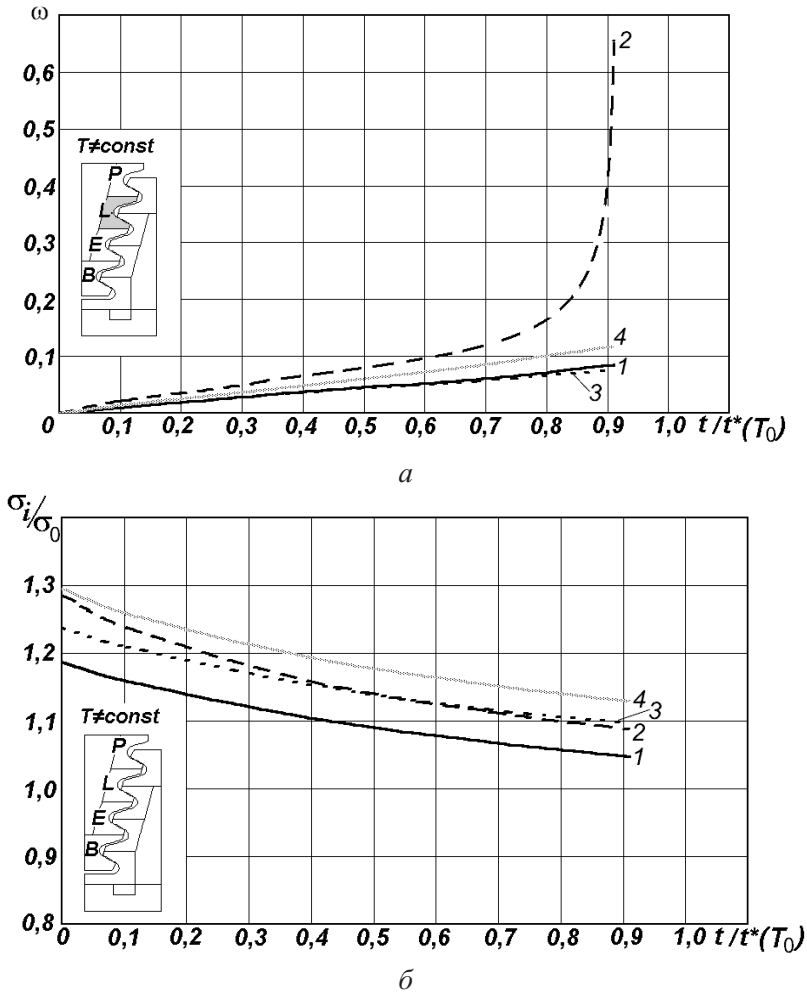 ω
0,6
0,5
0,4
0,3
0,2
0,1
0
T≠const
P
L
E
B
2
4
1
3
0,1 0,2 0,3 0,4 0,5 0,6 0,7 0,8 0,9 1,0 t/t*(T₀)
а
σi/σ₀
1,3
1,2
1,1
1,0
0,9
0,8
T≠const
P
L
E
B
4
3
2
1
0 0,1 0,2 0,3 0,4 0,5 0,6 0,7 0,8 0,9 1,0 t/t*(T₀)
б